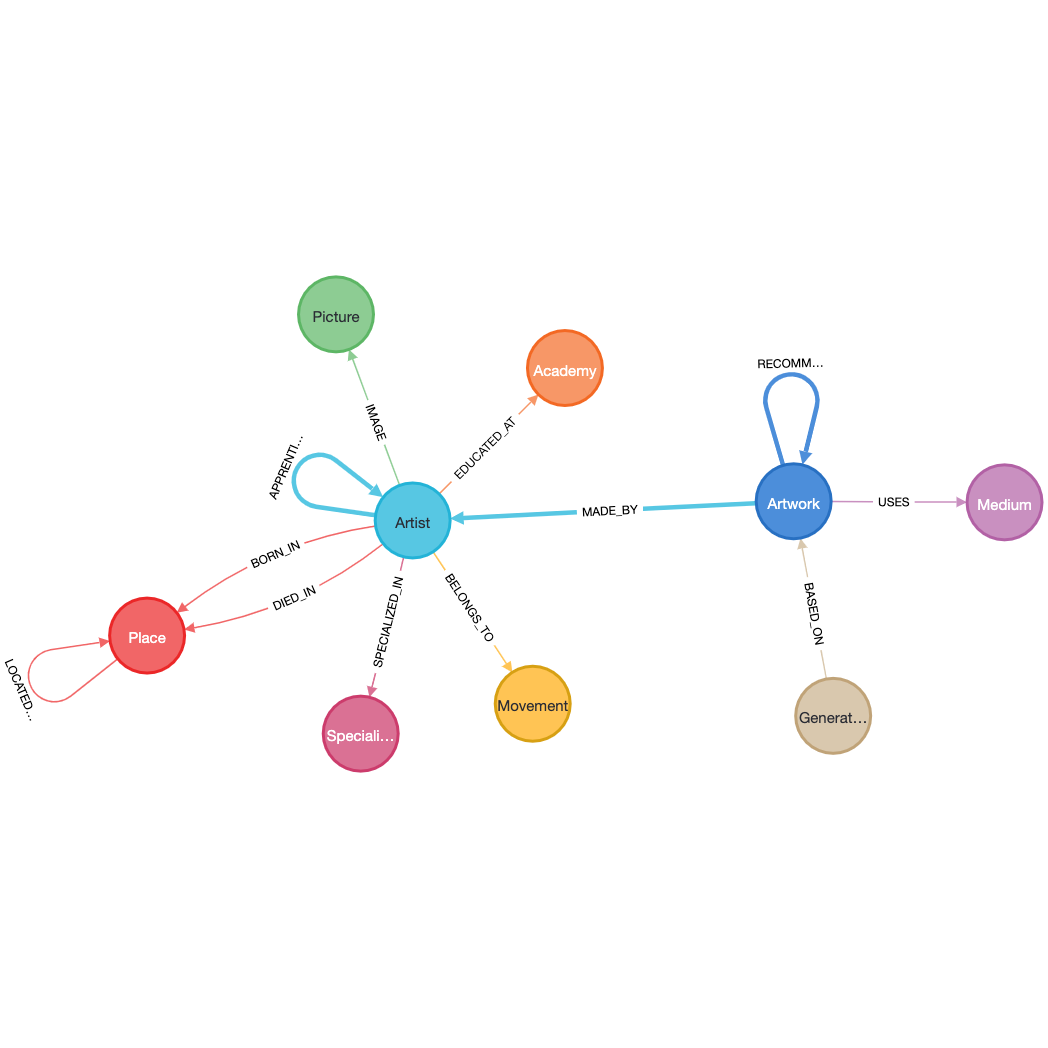 Picture
RECOMM…
Academy
IMAGE
EDUCATED_AT
APPRENTI…
Artwork
USES
Medium
MADE_BY
Artist
BORN_IN
DIED_IN
SPECIALIZED_IN
BELONGS_TO
BASED_ON
Place
LOCATED…
Movement
Generat…
Speciali…